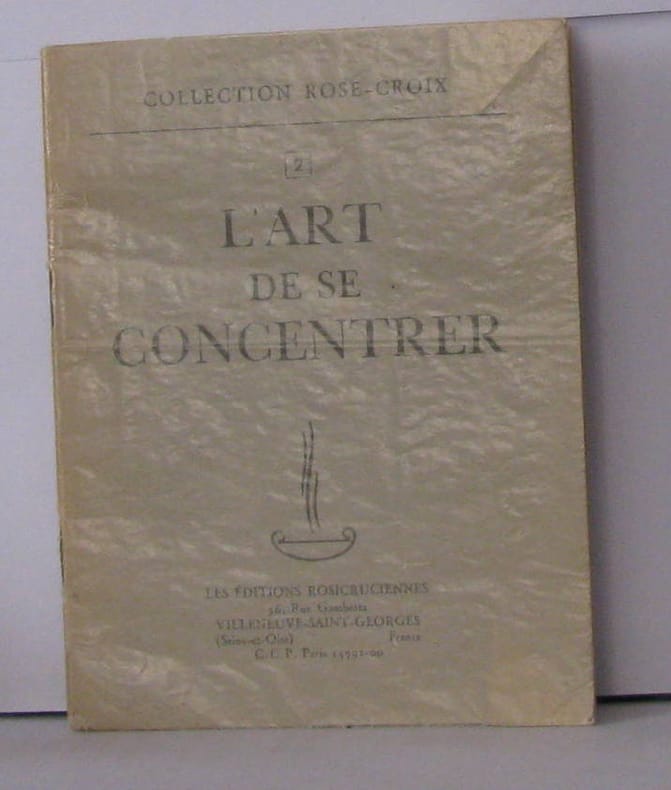 COLLECTION ROSE-CROIX
2
L'ART
DE SE
CONCENTRER
LES ÉDITIONS ROSICRUCIENNES
56, Rue Gambetta
VILLENEUVE-SAINT-GEORGES
(Seine-et-Oise) France
C. C. P. Paris